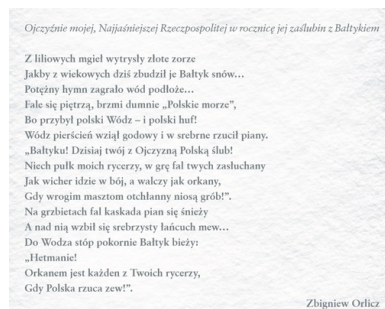 Ojczyźnie mojej, Najjaśniejszej Rzeczpospolitej w rocznicę jej zaślubin z Bałtykiem
Z liliowych mgieł wytrysły złote zorze
Jakby z wiekowych dziś zbudził je Bałtyk snów...
Potężny hymn zagrało wód podłoże...
Fale się piętrzą, brzmi dumnie „Polskie morze”,
Bo przybył polski Wódz – i polski huf!
Wódz pierścień wziął godowy i w srebrne rzucił piany.
„Bałtyku! Dzisiaj twój z Ojczyzną Polską ślub!
Niech pułk moich rycerzy, w grę fal twych zasłuchany
Jak wicher idzie w bój, a walczy jak orkany,
Gdy wrogim masztom otchłanny niosą grób!”.
Na grzbietach fal kaskada pian się śnieży
A nad nią wzbił się srebrzysty łańcuch mew...
Do Wodza stóp pokornie Bałtyk bieży:
„Hetmanie!
Orkanem jest każden z Twoich rycerzy,
Gdy Polska rzuca zew!”.
Zbigniew Orlicz